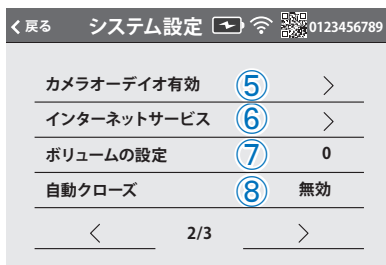 < 戻る システム設定 0123456789
カメラオーデイオ有効 ⑤ >
インターネットサービス ⑥ >
ボリュームの設定 ⑦ 0
自動クローズ ⑧ 無効
< 2/3 >